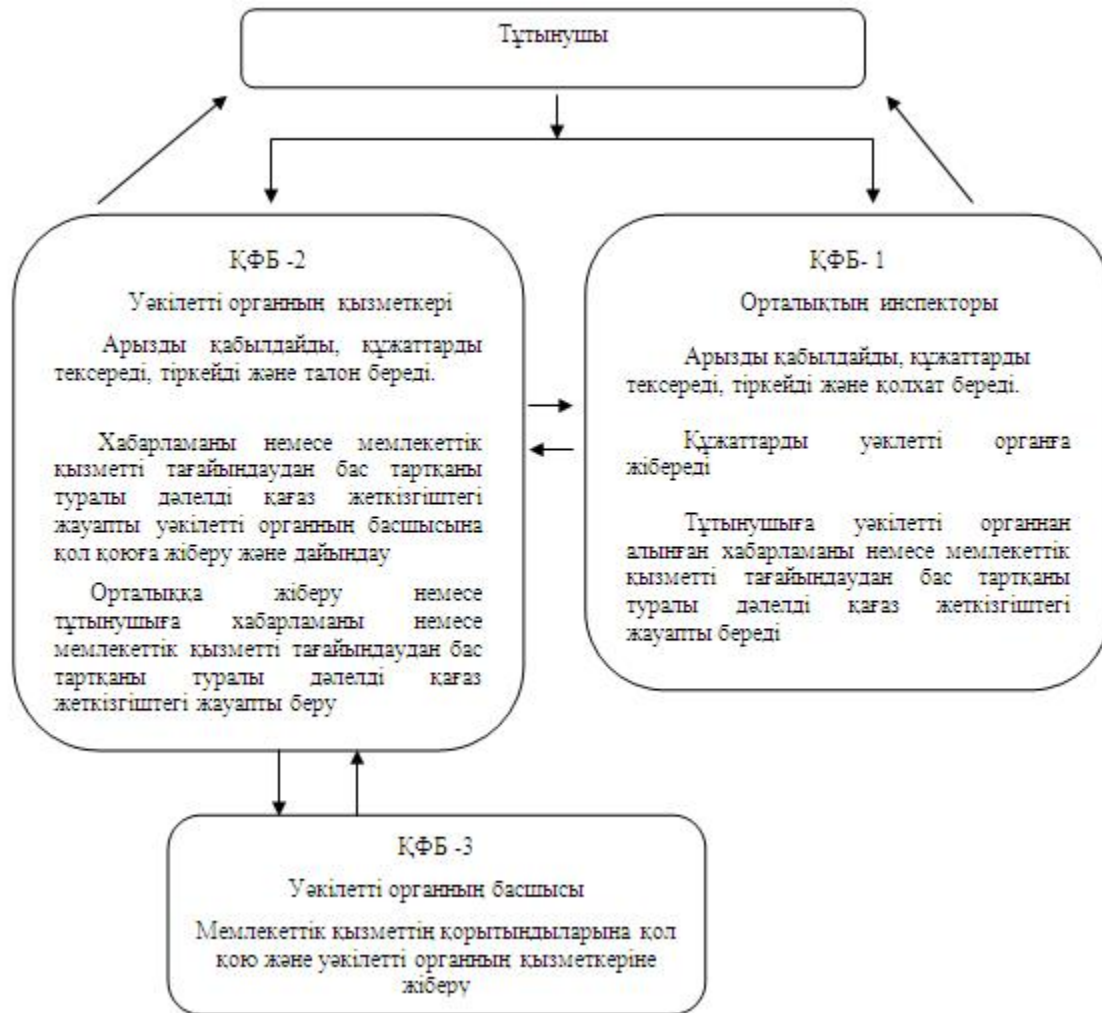 Тұтынушы
ҚФБ -2
Уәкілетті органның қызметкері
Арызды қабылдайды, құжаттарды
тексереді, тіркейді және талон береді.
Хабарламаны немесе мемлекеттік
қызметті тағайындаудан бас тартқаны
туралы дәлелді қағаз жеткізгіштегі
жауапты уәкілетті органның басшысына
қол қоюға жіберу және дайындау
Орталыққа жіберу немесе
тұтынушыға хабарламаны немесе
мемлекеттік қызметті тағайындаудан бас
тартқаны туралы дәлелді қағаз
жеткізгіштегі жауапты беру
ҚФБ- 1
Орталықтың инспекторы
Арызды қабылдайды, құжаттарды
тексереді, тіркейді және қолхат береді.
Құжаттарды уәклетті органға
жібереді
Тұтынушыға уәкілетті органнан
алынған хабарламаны немесе мемлекеттік
қызметті тағайындаудан бас тартқаны
туралы дәлелді қағаз жеткізгіштегі
жауапты береді
ҚФБ -3
Уәкілетті органның басшысы
Мемлекеттік қызметтің қорытындыларына қол
қою және уәкілетті органның қызметкеріне
жіберу